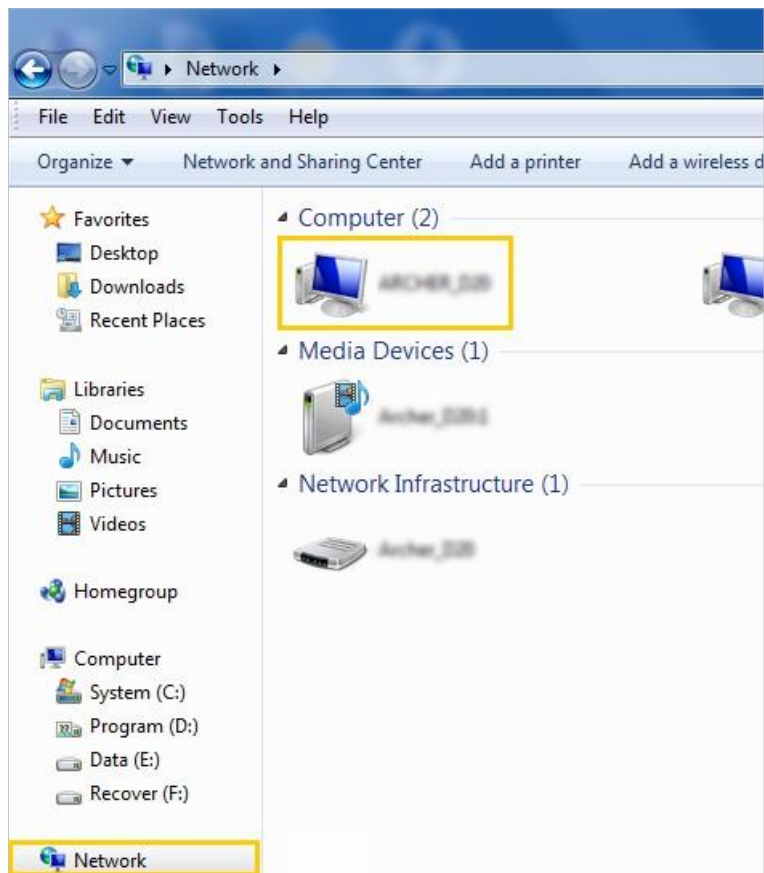 Network
File Edit View Tools Help
Organize Network and Sharing Center Add a printer Add a wireless d
Favorites
Desktop
Downloads
Recent Places
Libraries
Documents
Music
Pictures
Videos
Homegroup
Computer
System (C:)
Program (D:)
Data (E:)
Recover (F:)
Network
Computer (2)
Media Devices (1)
Network Infrastructure (1)